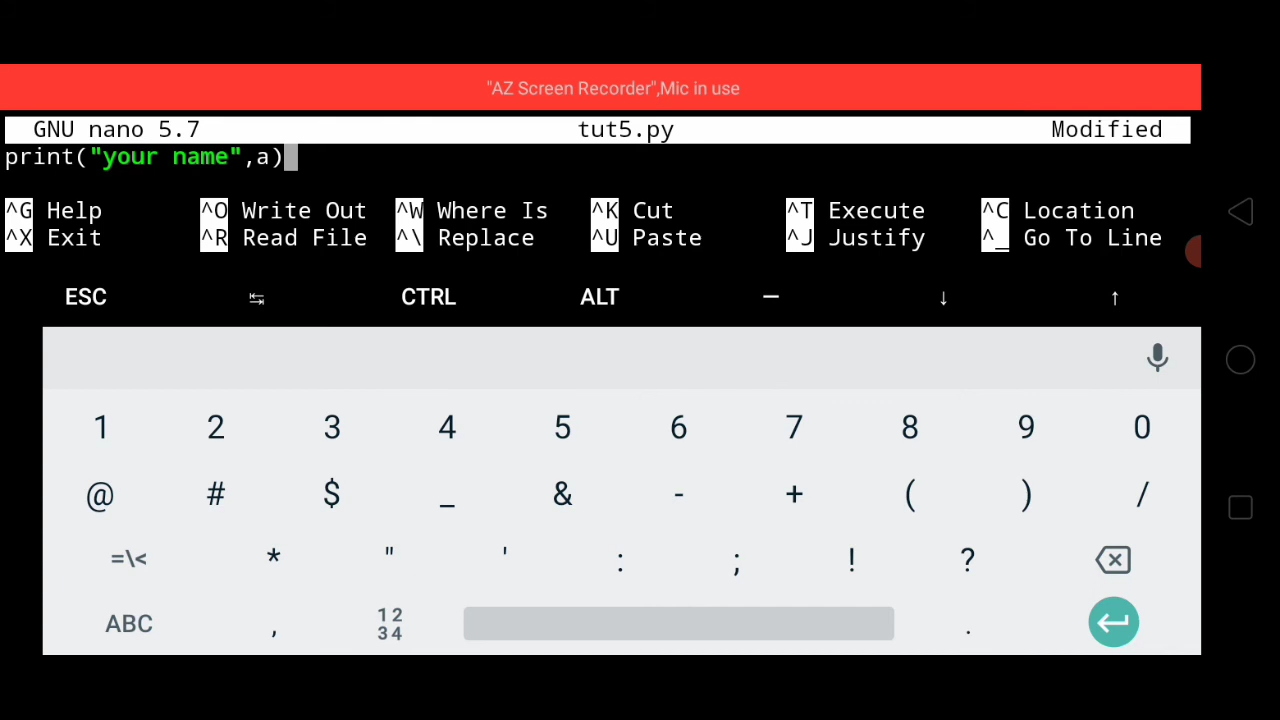 "AZ Screen Recorder",Mic in use
GNU nano 5.7 tut5.py Modified
print("your name",a)
^G Help ^O Write Out ^W Where Is ^K Cut ^T Execute ^C Location
^X Exit ^R Read File ^\ Replace ^U Paste ^J Justify ^_ Go To Line
ESC ↹ CTRL ALT — ↓ ↑
1 2 3 4 5 6 7 8 9 0
@ # $ _ & - + ( ) /
=\< * " ' : ; ! ?
ABC , 12 .
34